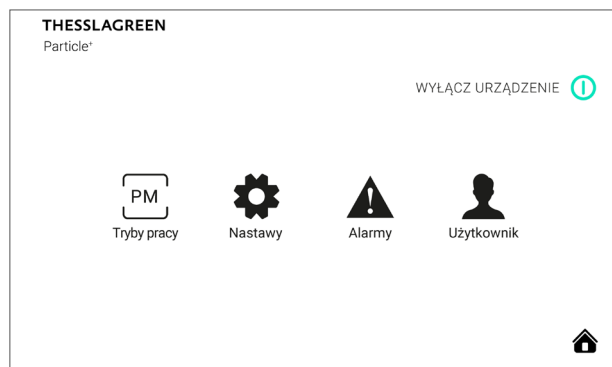 THESSLAGREEN
Particle⁺
WYŁĄCZ URZĄDZENIE
PM
Tryby pracy
Nastawy
Alarmy
Użytkownik